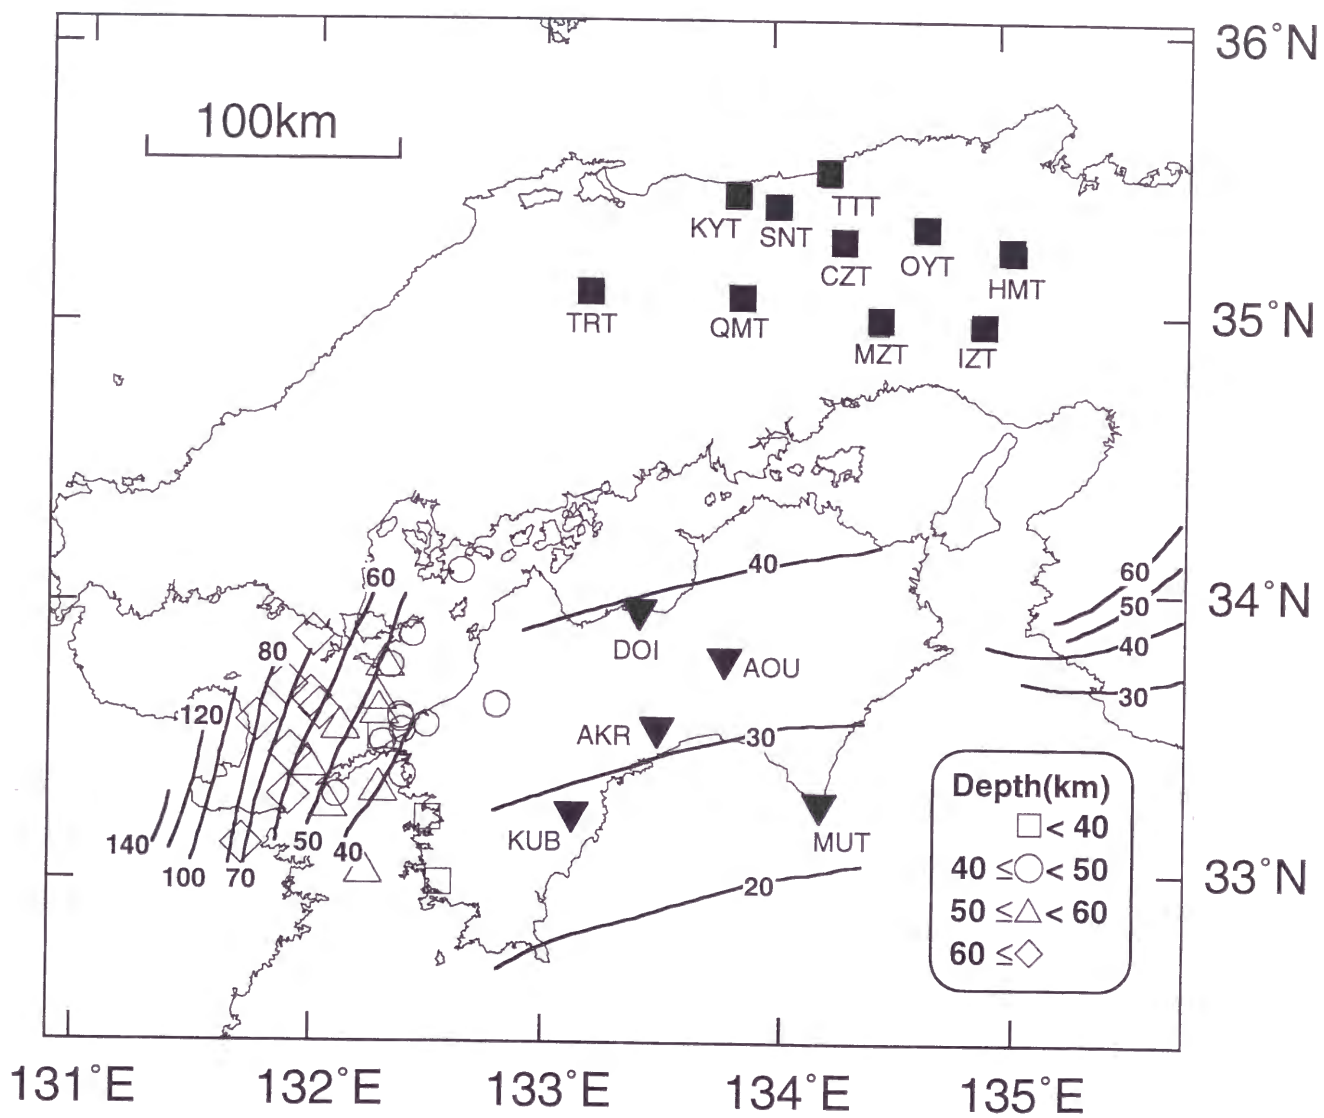 36°N
100km
TTT
KYT
SNT
OYT
CZT
HMT
TRT
QMT
35°N
MZT
IZT
40
60
60
34°N
50
DOI
80
40
AOU
30
120
AKR
30
Depth(km)
□< 40
40 ≤○< 50
50 ≤△< 60
60 ≤◇
KUB
MUT
140
50
40
100
70
20
33°N
131°E
132°E
133°E
134°E
135°E